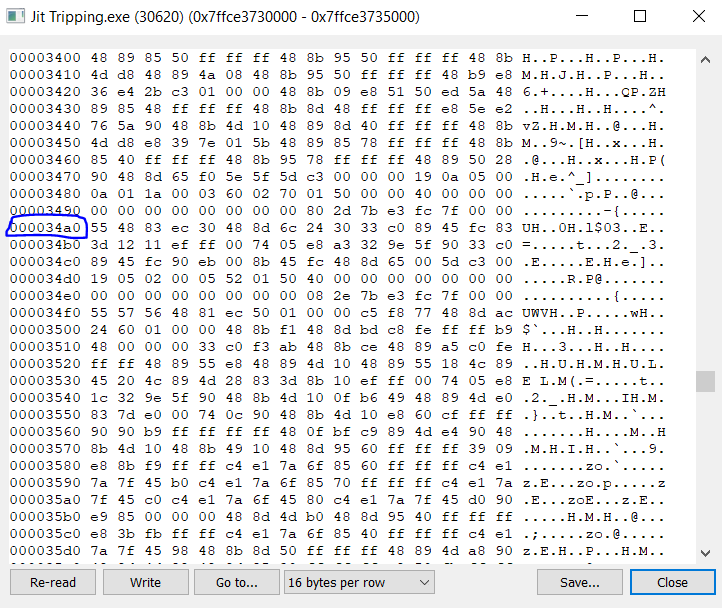 Jit Tripping.exe (30620) (0x7ffce3730000 - 0x7ffce3735000)
00003400 48 89 85 50 ff ff ff 48 8b 95 50 ff ff ff 48 8b H..P...H..P...H.
00003410 4d d8 48 89 4a 08 48 8b 95 50 ff ff ff 48 b9 e8 M.H.J.H..P...H..
00003420 36 e4 2b c3 01 00 00 48 8b 09 e8 51 50 ed 5a 48 6.+....H...QP.ZH
00003430 89 85 48 ff ff ff 48 8b 8d 48 ff ff ff e8 5e e2 ..H...H..H....^.
00003440 76 5a 90 48 8b 4d 10 48 89 8d 40 ff ff ff 48 8b vZ.H.M.H..@...H.
00003450 4d d8 e8 39 7e 01 5b 48 89 85 78 ff ff ff 48 8b M..9~.[H..x...H.
00003460 85 40 ff ff ff 48 8b 95 78 ff ff ff 48 89 50 28 .@...H..x...H.P(
00003470 90 48 8d 65 f0 5e 5f 5d c3 00 00 00 19 0a 05 00 .H.e.^_]........
00003480 0a 01 1a 00 03 60 02 70 01 50 00 00 40 00 00 00 .....`.p.P..@...
00003490 00 00 00 00 00 00 00 00 80 2d 7b e3 fc 7f 00 00 .........-{.....
000034a0 55 48 83 ec 30 48 8d 6c 24 30 33 c0 89 45 fc 83 UH..0H.l$03..E..
000034b0 3d 12 11 ef ff 00 74 05 e8 a3 32 9e 5f 90 33 c0 =.....t...2._.3.
000034c0 89 45 fc 90 eb 00 8b 45 fc 48 8d 65 00 5d c3 00 .E.....E.H.e.]..
000034d0 19 05 02 00 05 52 01 50 40 00 00 00 00 00 00 00 .....R.P@.......
000034e0 00 00 00 00 00 00 00 00 08 2e 7b e3 fc 7f 00 00 ..........{.....
000034f0 55 57 56 48 81 ec 50 01 00 00 c5 f8 77 48 8d ac UWVH..P.....wH..
00003500 24 60 01 00 00 48 8b f1 48 8d bd c8 fe ff ff b9 $`...H..H.......
00003510 48 00 00 00 33 c0 f3 ab 48 8b ce 48 89 a5 c0 fe H...3...H..H....
00003520 ff ff 48 89 55 e8 48 89 4d 10 48 89 55 18 4c 89 ..H.U.H.M.H.U.L.
00003530 45 20 4c 89 4d 28 83 3d 8b 10 ef ff 00 74 05 e8 E L.M(.=.....t..
00003540 1c 32 9e 5f 90 48 8b 4d 10 0f b6 49 48 89 4d e0 .2._.H.M...IH.M.
00003550 83 7d e0 00 74 0c 90 48 8b 4d 10 e8 60 cf ff ff .}..t..H.M..`...
00003560 90 90 b9 ff ff ff ff 48 0f bf c9 89 4d e4 90 48 .......H....M..H
00003570 8b 4d 10 48 8b 49 10 48 8d 95 60 ff ff ff 39 09 .M.H.I.H..`...9.
00003580 e8 8b f9 ff ff c4 e1 7a 6f 85 60 ff ff ff c4 e1 .......zo.`.....
00003590 7a 7f 45 b0 c4 e1 7a 6f 85 70 ff ff ff c4 e1 7a z.E...zo.p.....z
000035a0 7f 45 c0 c4 e1 7a 6f 45 80 c4 e1 7a 7f 45 d0 90 .E...zoE...z.E..
000035b0 e9 85 00 00 00 48 8d 4d b0 48 8d 95 40 ff ff ff .....H.M.H..@...
000035c0 e8 3b fb ff ff c4 e1 7a 6f 85 40 ff ff ff c4 e1 .;.....zo.@.....
000035d0 7a 7f 45 98 48 8b 8d 50 ff ff ff 48 89 4d a8 90 z.E.H..P...H.M..
Re-read Write Go to... 16 bytes per row Save... Close